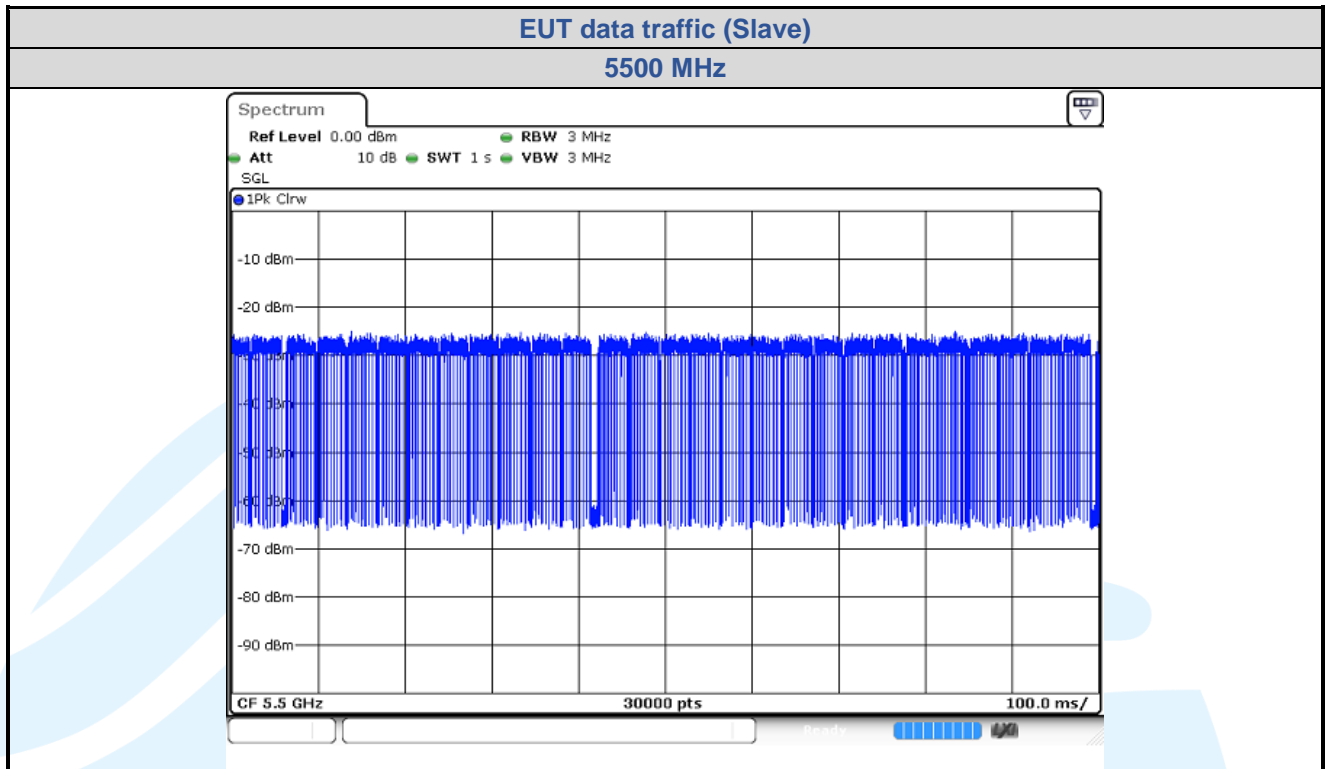 EUT data traffic (Slave)
5500 MHz
Spectrum
Ref Level 0.00 dBm RBW 3 MHz
Att 10 dB SWT 1 s VBW 3 MHz
SGL
1Pk Clrw
-10 dBm
-20 dBm
-70 dBm
-80 dBm
-90 dBm
CF 5.5 GHz 30000 pts 100.0 ms/
Ready